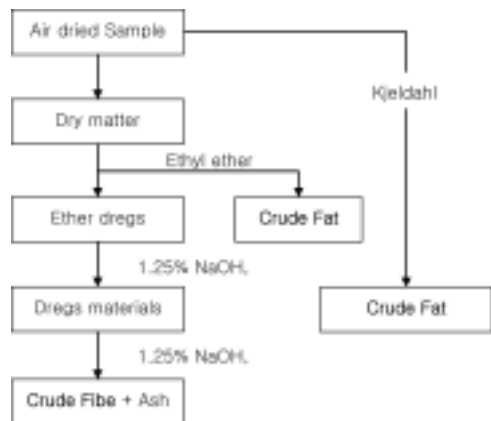 Air dried Sample
Kjeldahl
Dry matter
Ethyl ether
Ether dregs
Crude Fat
1.25% NaOH,
Dregs materials
Crude Fat
1.25% NaOH,
Crude Fibe + Ash